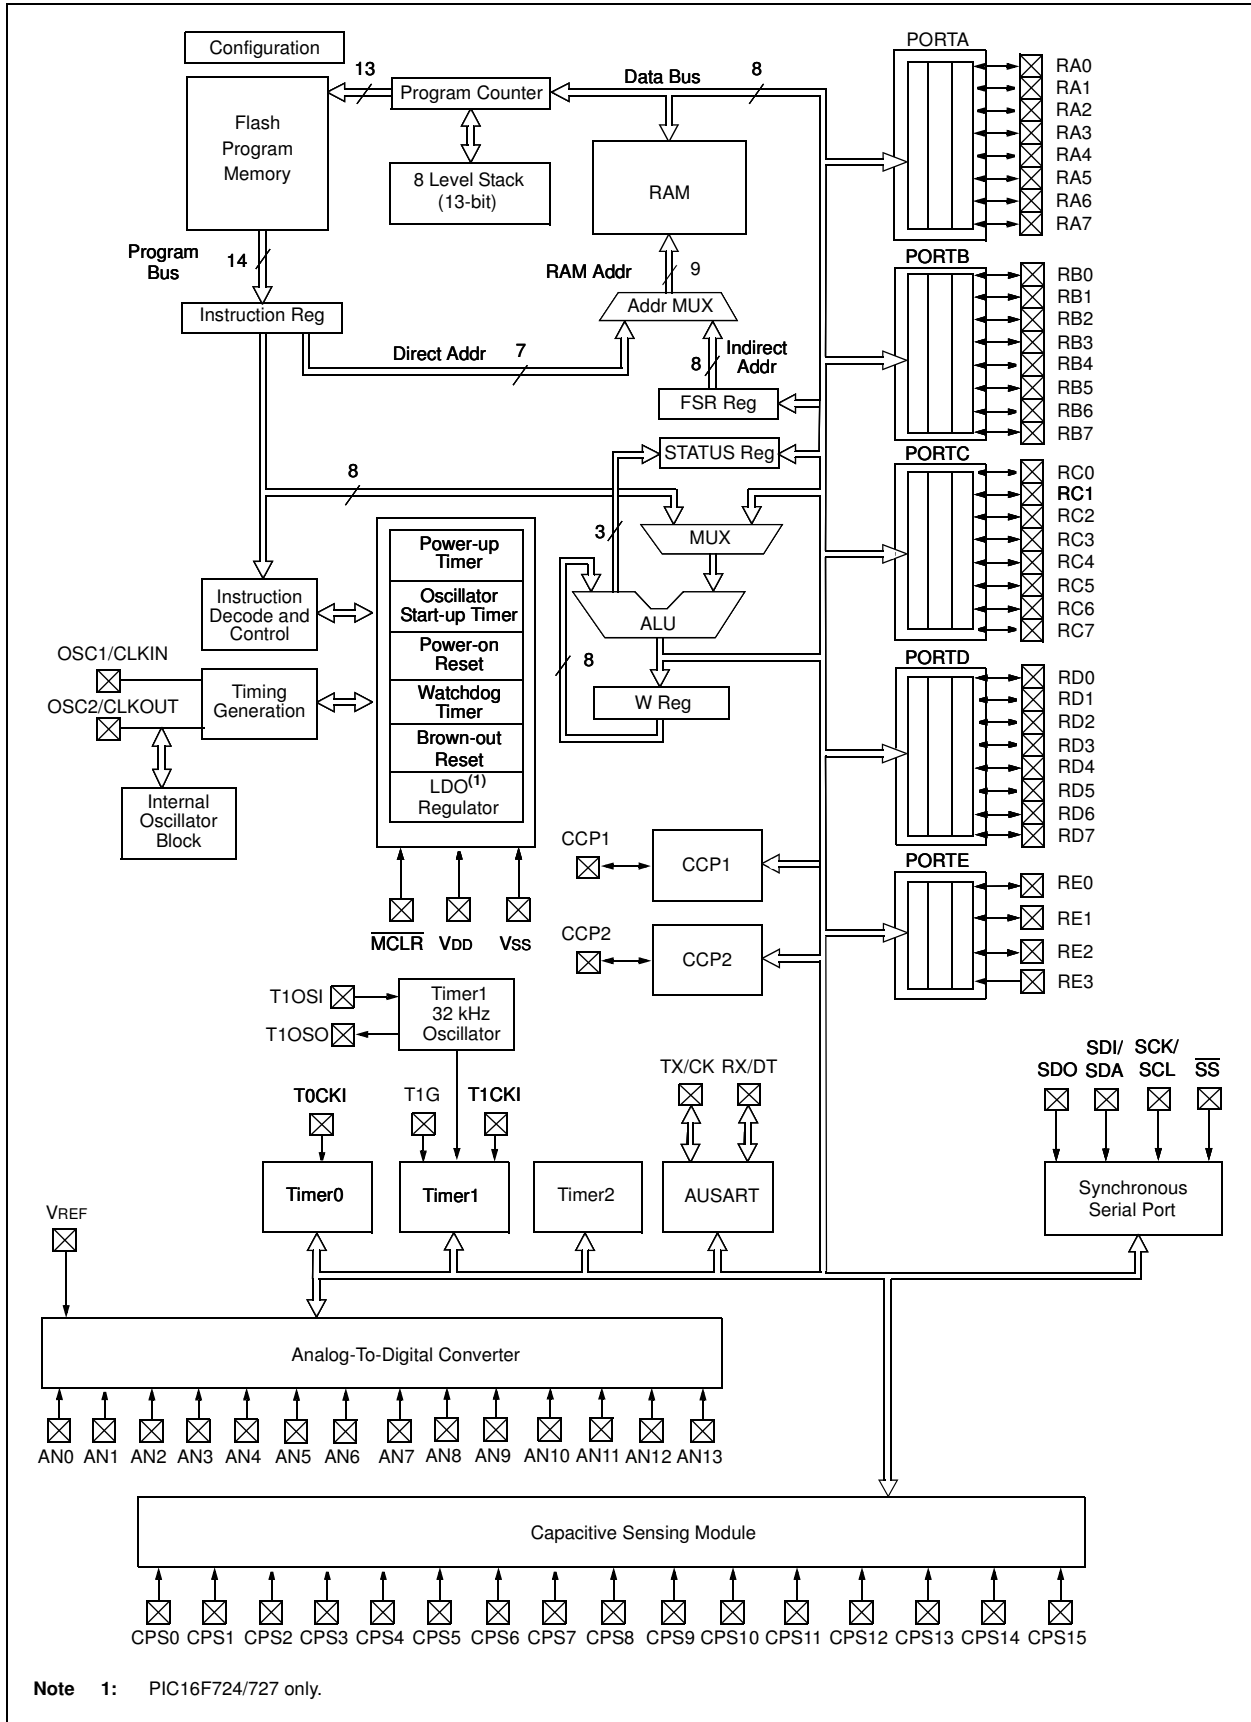 Configuration
PORTA
13
Data Bus
8
Program Counter
Flash
Program
Memory
8 Level Stack
(13-bit)
RAM
RA0
RA1
RA2
RA3
RA4
RA5
RA6
RA7
Program
Bus
14
RAM Addr
9
Instruction Reg
Addr MUX
Direct Addr
7
Indirect
Addr
8
FSR Reg
STATUS Reg
PORTB
RB0
RB1
RB2
RB3
RB4
RB5
RB6
RB7
8
3
MUX
PORTC
RC0
RC1
RC2
RC3
RC4
RC5
RC6
RC7
Power-up
Timer
Oscillator
Start-up Timer
Power-on
Reset
Watchdog
Timer
Brown-out
Reset
LDO(1)
Regulator
Instruction
Decode and
Control
ALU
8
W Reg
OSC1/CLKIN
OSC2/CLKOUT
Timing
Generation
Internal
Oscillator
Block
PORTD
RD0
RD1
RD2
RD3
RD4
RD5
RD6
RD7
MCLR
VDD
VSS
CCP1
CCP1
CCP2
CCP2
PORTE
RE0
RE1
RE2
RE3
T1OSI
T1OSO
Timer1
32 kHz
Oscillator
T0CKI
T1G
T1CKI
TX/CK
RX/DT
SDO
SDI/
SDA
SCK/
SCL
SS
Timer0
Timer1
Timer2
AUSART
Synchronous
Serial Port
VREF
Analog-To-Digital Converter
AN0 AN1 AN2 AN3 AN4 AN5 AN6 AN7 AN8 AN9 AN10 AN11 AN12 AN13
Capacitive Sensing Module
CPS0 CPS1 CPS2 CPS3 CPS4 CPS5 CPS6 CPS7 CPS8 CPS9 CPS10 CPS11 CPS12 CPS13 CPS14 CPS15
Note 1: PIC16F724/727 only.